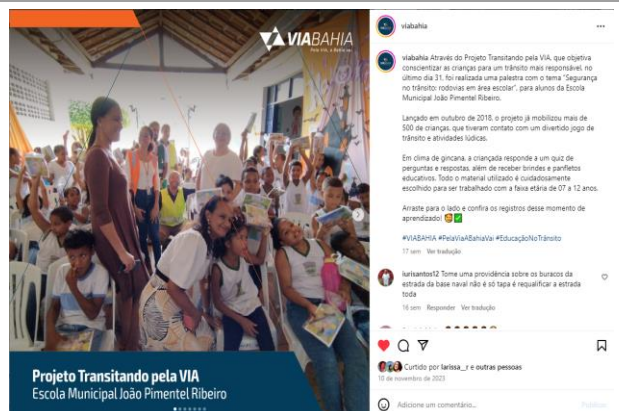 VIABAHIA
Projeto Transitando pela VIA
Escola Municipal João Pimentel Ribeiro
viabahia
viabahia Através do Projeto Transitando pela VIA, que objetiva
conscientizar as crianças para um trânsito mais responsável, no
último dia 31, foi realizada uma palestra com o tema "Segurança
no trânsito: rodovias em área escolar", para alunos da Escola
Municipal João Pimentel Ribeiro.
Lançado em outubro de 2018, o projeto já mobilizou mais de
500 de crianças, que tiveram contato com um divertido jogo de
trânsito e atividades lúdicas.
Em clima de gincana, a criançada responde a um quiz de
perguntas e respostas, além de receber brindes e panfletos
educativos. Todo o material utilizado é cuidadosamente
escolhido para ser trabalhado com a faixa etária de 07 a 12 anos.
Arraste para o lado e confira os registros desse momento de
aprendizado! 🥰✅
#VIABAHIA #PelaViaABahiaVai #EducaçãoNoTrânsito
17 sem Ver tradução
iurisantos12 Tome uma providência sobre os buracos da
estrada da base naval não é só tapa é requalificar a estrada
toda
16 sem Responder Ver tradução
Curtido por larissa__r e outras pessoas
10 de novembro de 2023
Adicione um comentário...
Publicar